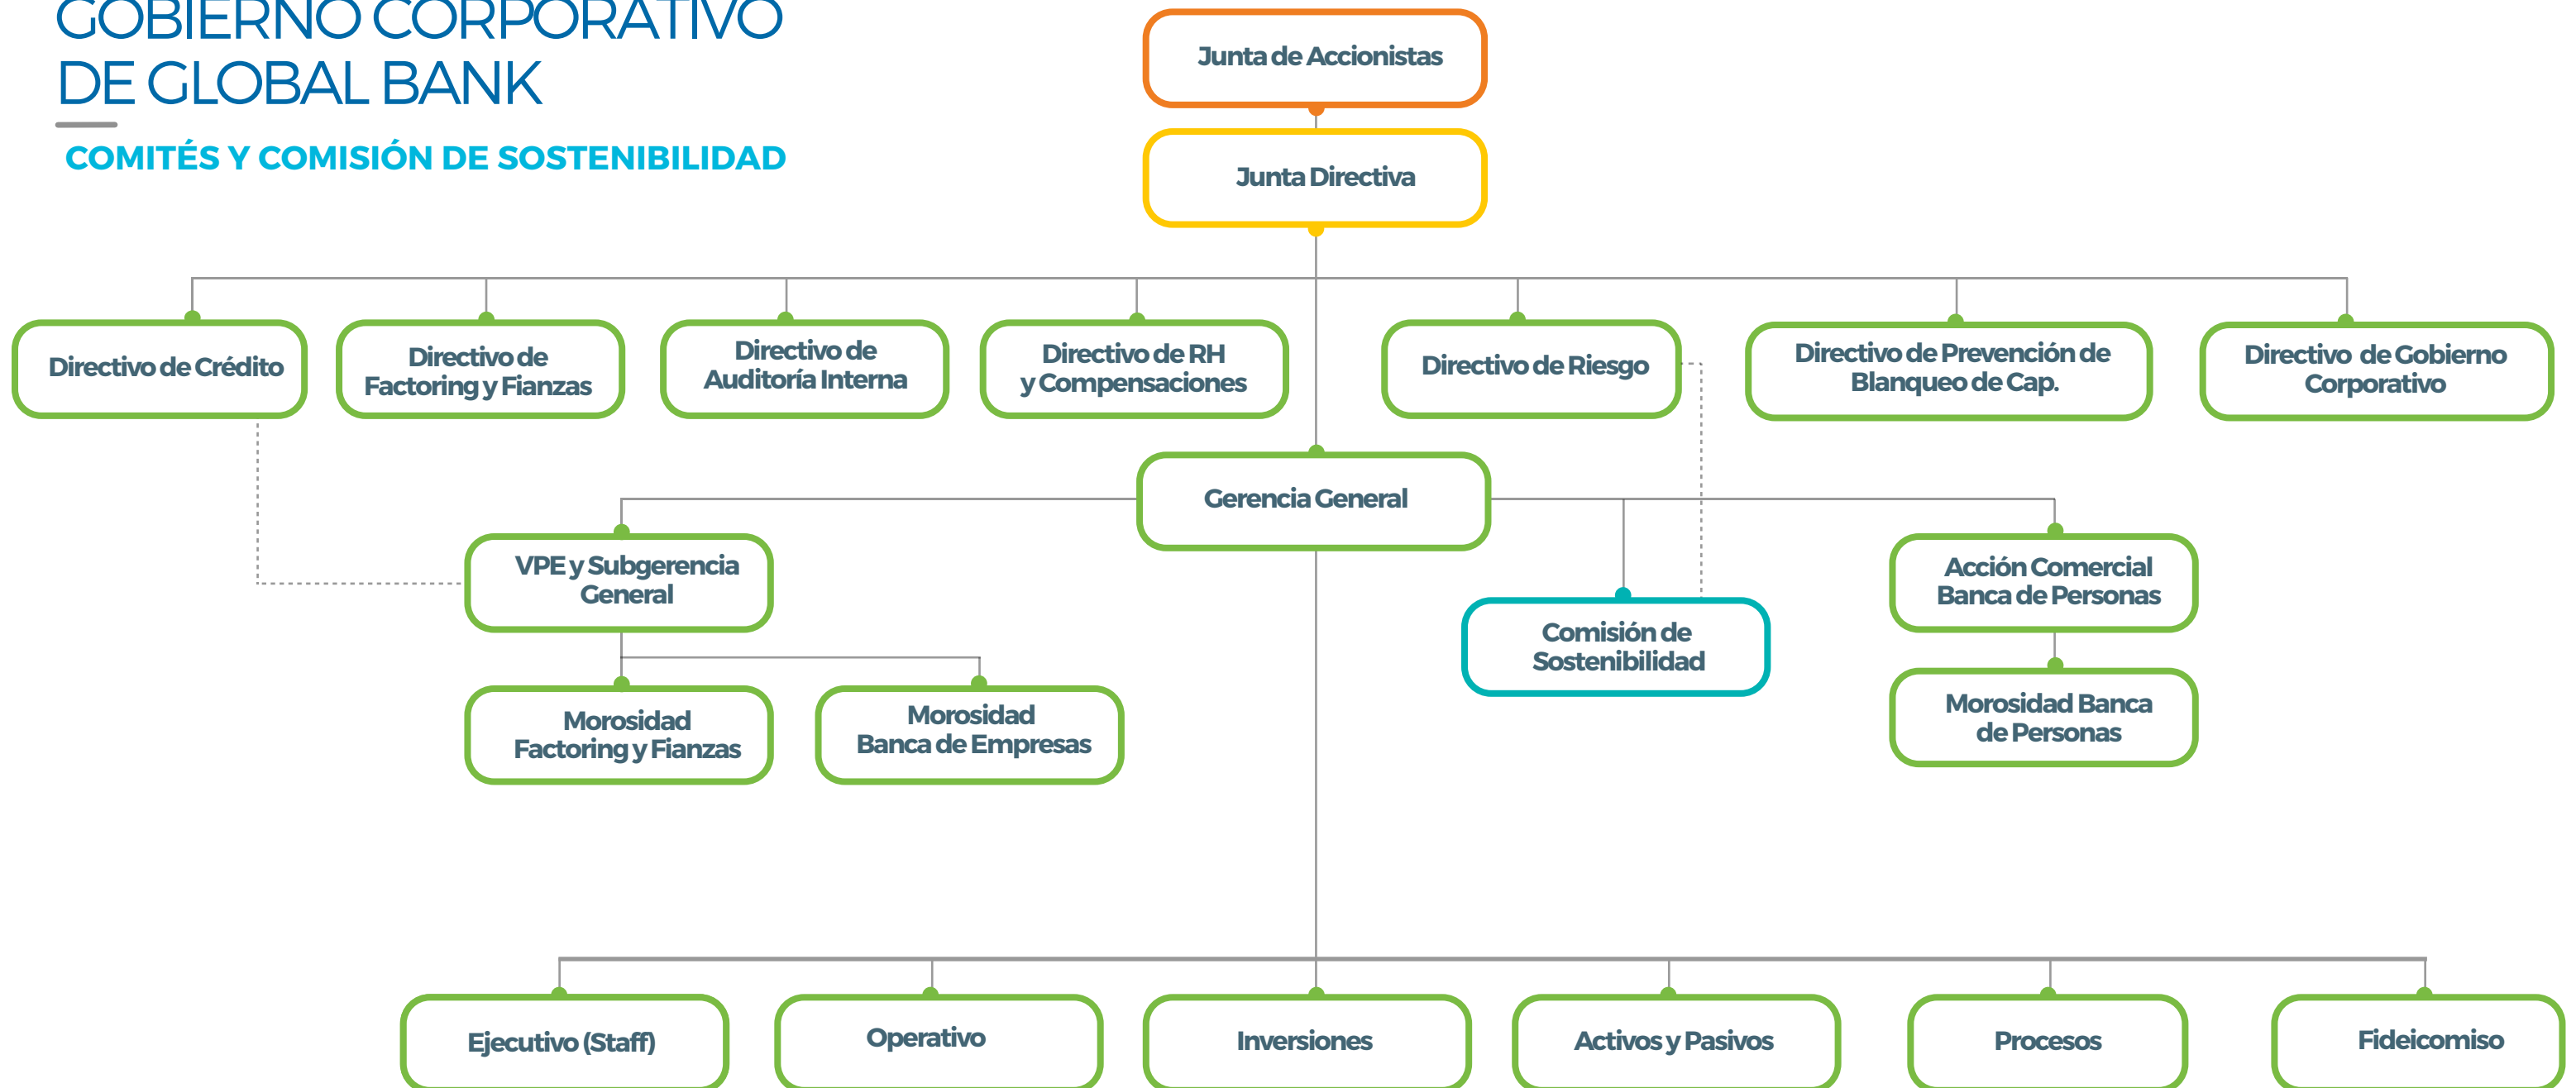 GOBIERNO CORPORATIVO
DE GLOBAL BANK
COMITÉS Y COMISIÓN DE SOSTENIBILIDAD
Junta de Accionistas
Junta Directiva
Directivo de Crédito
Directivo de
Factoring y Fianzas
Directivo de
Auditoría Interna
Directivo de RH
y Compensaciones
Directivo de Riesgo
Directivo de Prevención de
Blanqueo de Cap.
Directivo de Gobierno
Corporativo
Gerencia General
VPE y Subgerencia
General
Comisión de
Sostenibilidad
Acción Comercial
Banca de Personas
Morosidad
Factoring y Fianzas
Morosidad
Banca de Empresas
Morosidad Banca
de Personas
Ejecutivo (Staff)
Operativo
Inversiones
Activos y Pasivos
Procesos
Fideicomiso